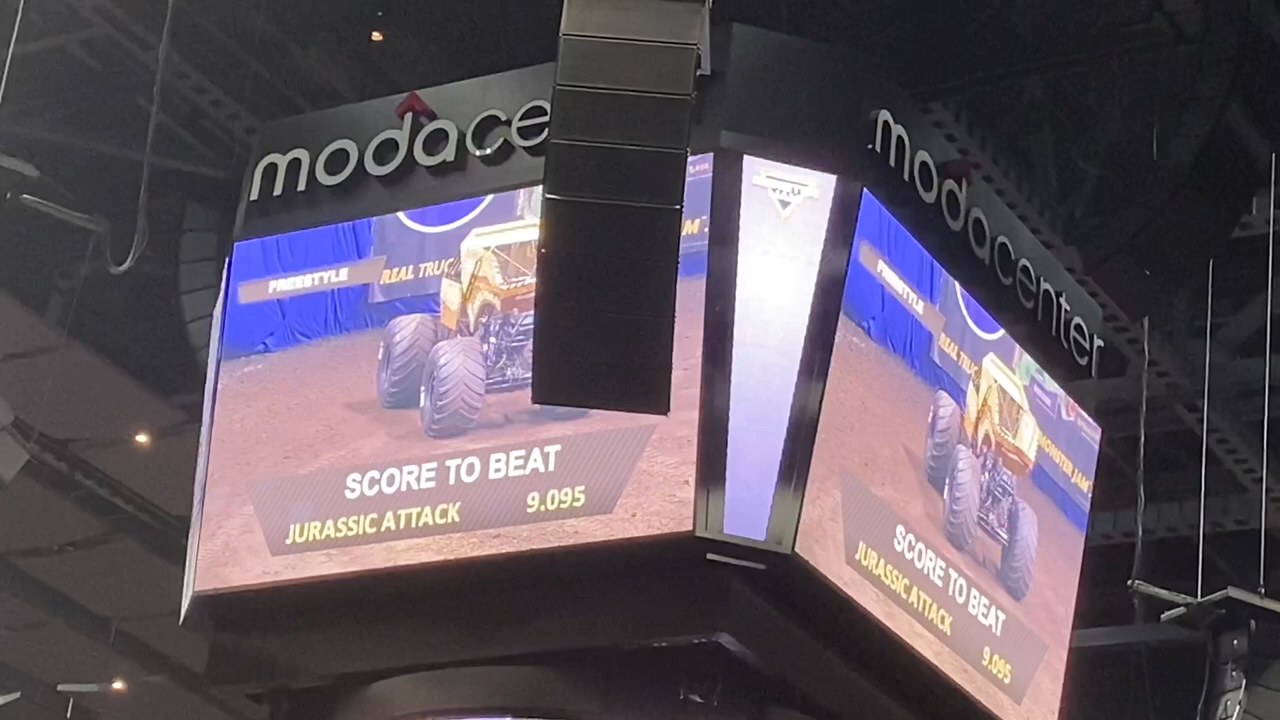 modace
FREESTYLE
REAL TRUC
M
SCORE TO BEAT
JURASSIC ATTACK 9.095
modacenter
FREESTYLE
REAL TRUC
MONSTER JAM
SCORE TO BEAT
JURASSIC ATTACK
9.095